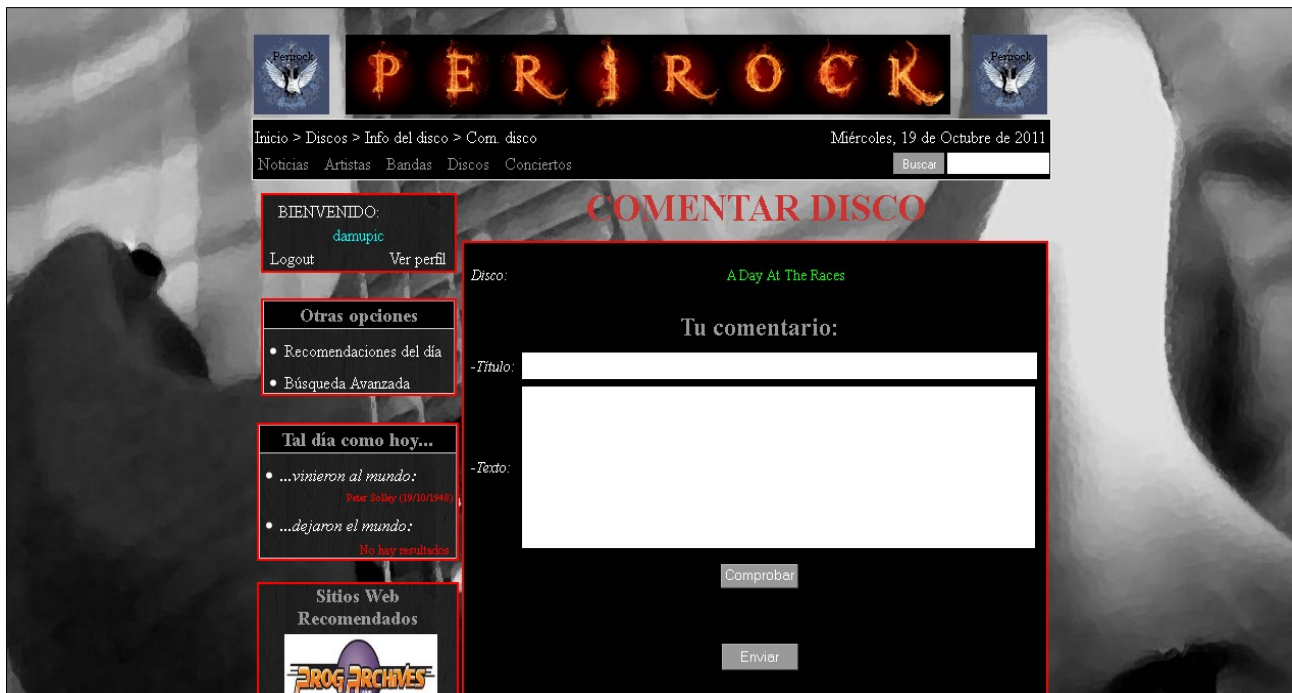 Perirock
PERIROCK
Perirock
Inicio > Discos > Info del disco > Com. disco
Miércoles, 19 de Octubre de 2011
Noticias Artistas Bandas Discos Conciertos
Buscar
BIENVENIDO:
damupic
Logout Ver perfil
Otras opciones
Recomendaciones del día
Búsqueda Avanzada
Tal día como hoy...
...vinieron al mundo:
Peter Solley (19/10/1948)
...dejaron el mundo:
No hay resultados
Sitios Web
Recomendados
PROG ARCHIVES
COMENTAR DISCO
Disco: A Day At The Races
Tu comentario:
-Título:
-Texto:
Comprobar
Enviar